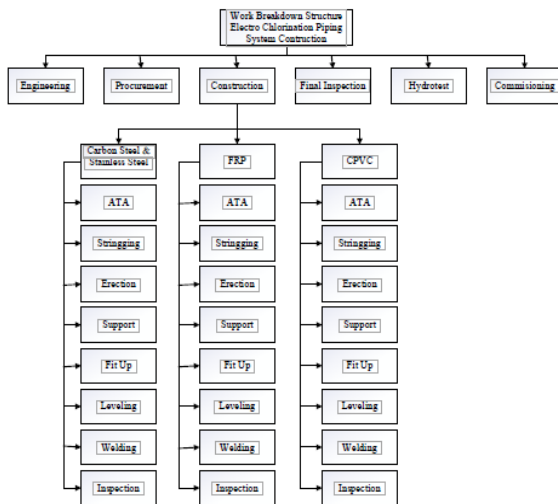 Work Breakdown Structure
Electro Chlorination Piping
System Contruction
Engineering
Procurement
Construction
Final Inspection
Hydrotest
Commisioning
Carbon Steel &
Stainless Steel
FRP
CPVC
ATA
ATA
ATA
Stringging
Stringging
Stringging
Erection
Erection
Erection
Support
Support
Support
Fit Up
Fit Up
Fit Up
Leveling
Leveling
Leveling
Welding
Welding
Welding
Inspection
Inspection
Inspection